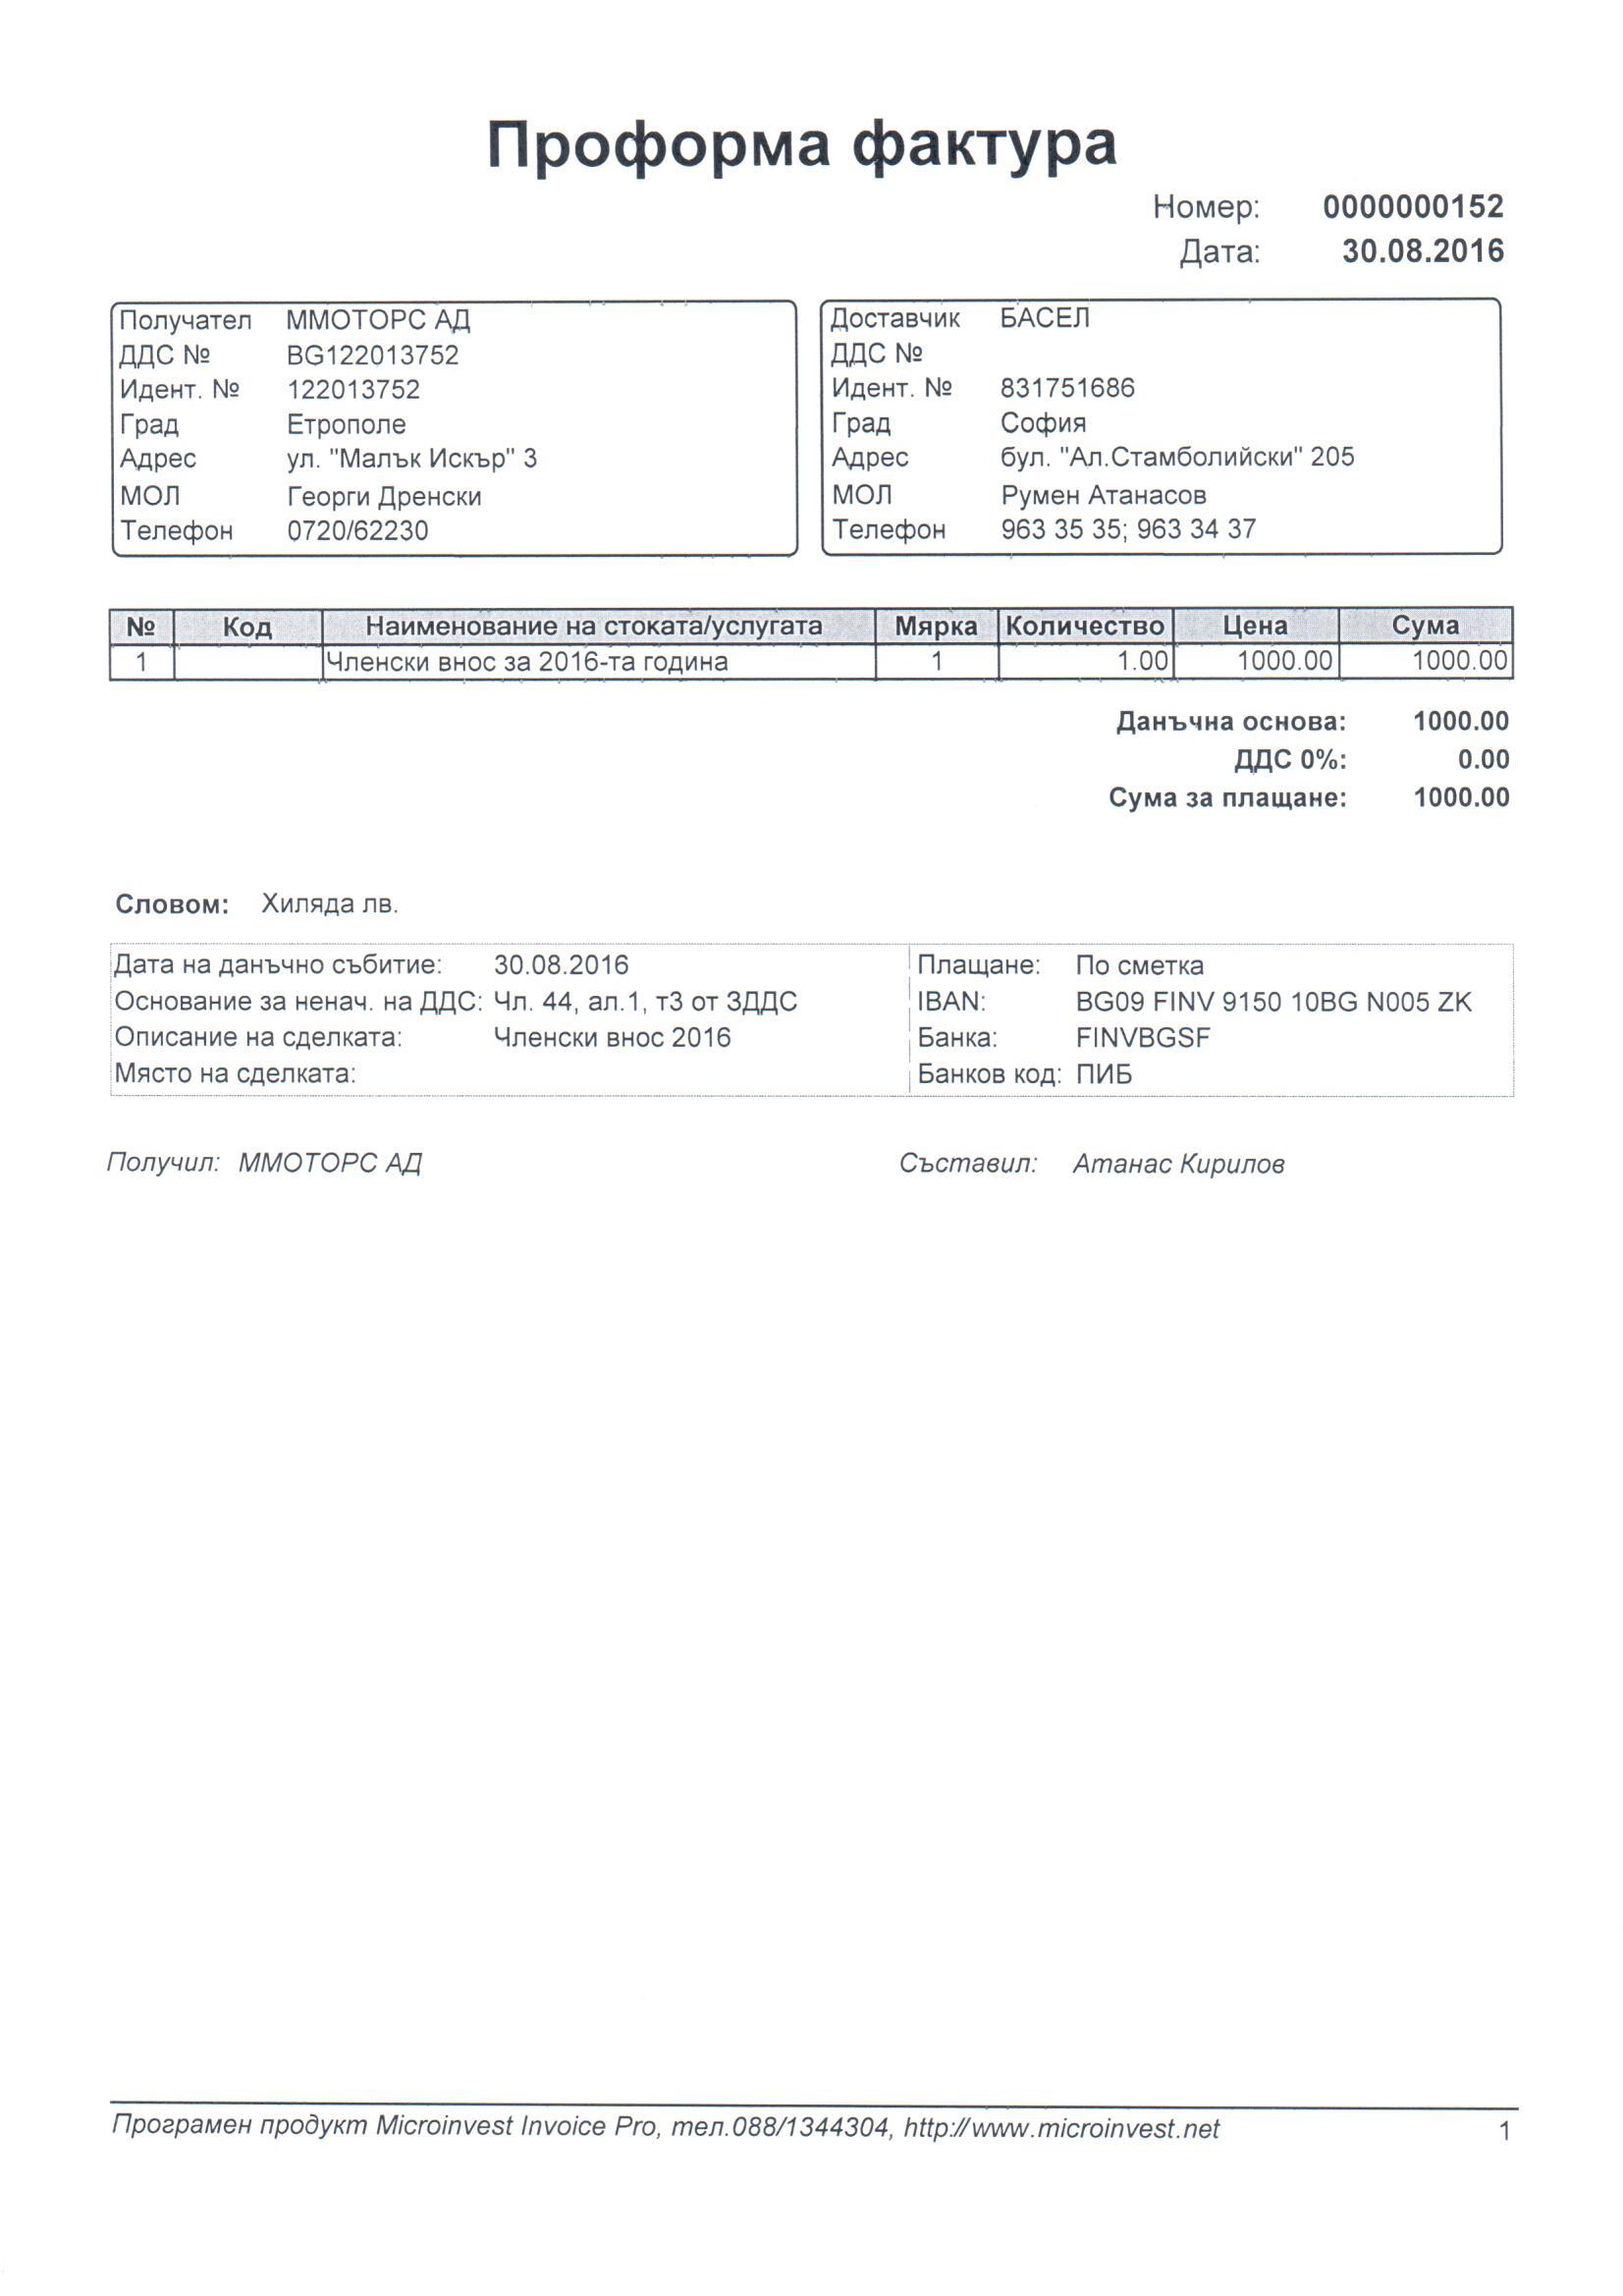 Проформа фактура
Номер: 0000000152
Дата: 30.08.2016
Получател ММОТОРС АД
ДДС № BG122013752
Идент. № 122013752
Град Етрополе
Адрес ул. "Малък Искър" 3
МОЛ Георги Дренски
Телефон 0720/62230
Доставчик БАСЕЛ
ДДС №
Идент. № 831751686
Град София
Адрес бул. "Ал.Стамболийски" 205
МОЛ Румен Атанасов
Телефон 963 35 35; 963 34 37
№ Код Наименование на стоката/услугата Мярка Количество Цена Сума
1 Членски внос за 2016-та година 1 1.00 1000.00 1000.00
Данъчна основа: 1000.00
ДДС 0%: 0.00
Сума за плащане: 1000.00
Словом: Хиляда лв.
Дата на данъчно събитие: 30.08.2016
Основание за ненач. на ДДС: Чл. 44, ал.1, т3 от ЗДДС
Описание на сделката: Членски внос 2016
Място на сделката:
Плащане: По сметка
IBAN: BG09 FINV 9150 10BG N005 ZK
Банка: FINVBGSF
Банков код: ПИБ
Получил: ММОТОРС АД
Съставил: Атанас Кирилов
Програмен продукт Microinvest Invoice Pro, тел.088/1344304, http://www.microinvest.net 1